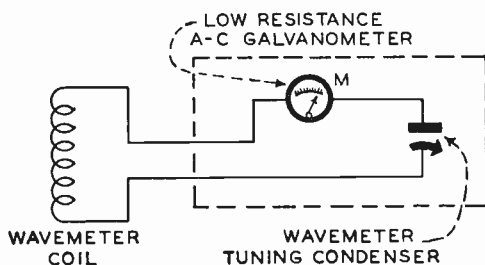 LOW RESISTANCE
A-C GALVANOMETER
M
WAVEMETER
COIL
WAVEMETER
TUNING CONDENSER